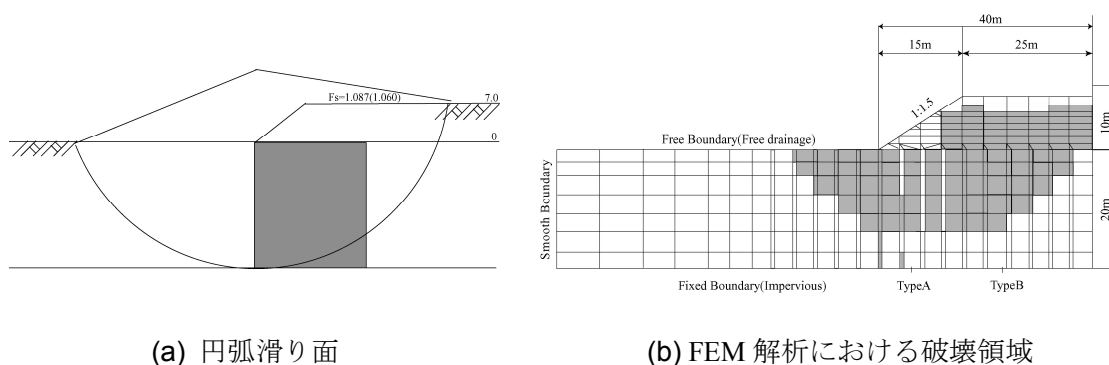 Fs=1.087(1.060)
7.0
0
(a) 円弧滑り面
40m
15m
25m
1:1.5
10m
Free Boundary(Free drainage)
Smooth Bcundary
20m
Fixed Boundary(Impervious)
TypeA
TypeB
(b) FEM 解析における破壊領域